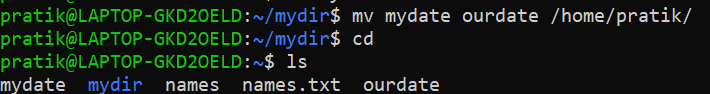 pratik@LAPTOP-GKD2OELD:~/mydir$ mv mydate ourdate /home/pratik/
pratik@LAPTOP-GKD2OELD:~/mydir$ cd
pratik@LAPTOP-GKD2OELD:~$ ls
mydate mydir names names.txt ourdate